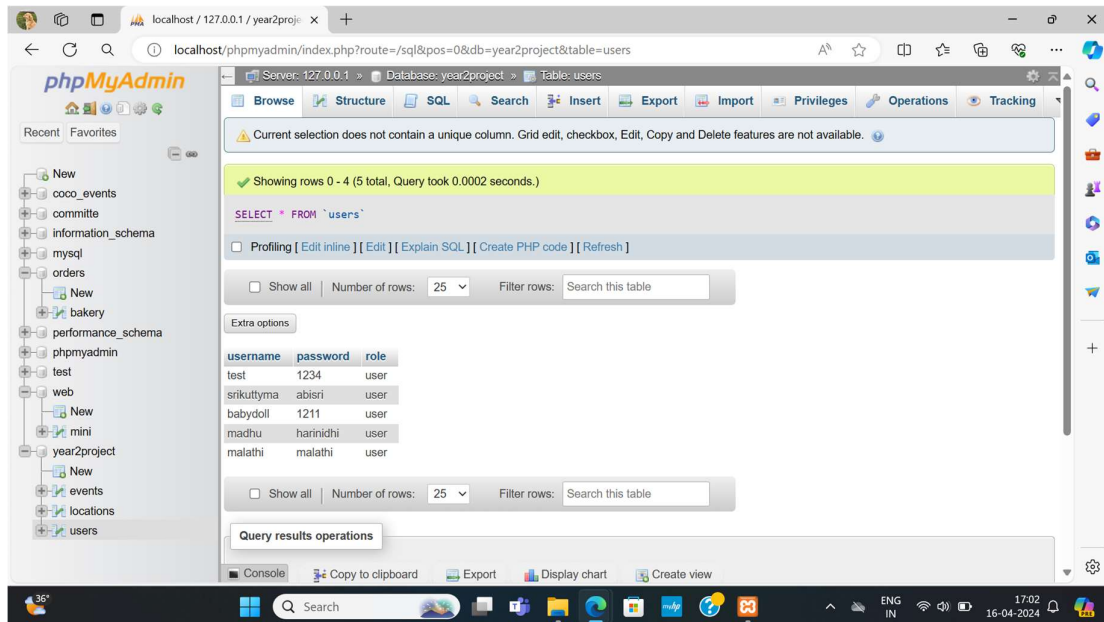 localhost / 127.0.0.1 / year2proje
localhost/phpmyadmin/index.php?route=/sql&pos=0&db=year2project&table=users
phpMyAdmin
Recent Favorites
New
coco_events
committe
information_schema
mysql
orders
New
bakery
performance_schema
phpmyadmin
test
web
New
mini
year2project
New
events
locations
users
Server: 127.0.0.1 » Database: year2project » Table: users
Browse Structure SQL Search Insert Export Import Privileges Operations Tracking
Current selection does not contain a unique column. Grid edit, checkbox, Edit, Copy and Delete features are not available.
Showing rows 0 - 4 (5 total, Query took 0.0002 seconds.)
SELECT * FROM `users`
Profiling [ Edit inline ] [ Edit ] [ Explain SQL ] [ Create PHP code ] [ Refresh ]
Show all | Number of rows: 25 Filter rows: Search this table
Extra options
username password role
test 1234 user
srikuttyma abisri user
babydoll 1211 user
madhu harinidhi user
malathi malathi user
Show all | Number of rows: 25 Filter rows: Search this table
Query results operations
Console Copy to clipboard Export Display chart Create view
36°
Search
ENG
IN
17:02
16-04-2024